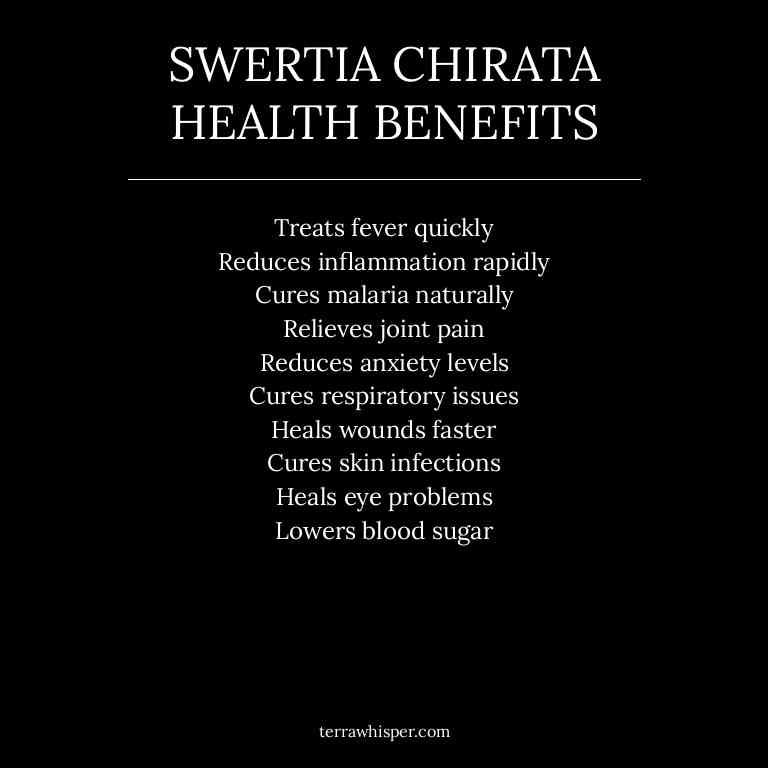 SWERTIA CHIRATA
HEALTH BENEFITS
Treats fever quickly
Reduces inflammation rapidly
Cures malaria naturally
Relieves joint pain
Reduces anxiety levels
Cures respiratory issues
Heals wounds faster
Cures skin infections
Heals eye problems
Lowers blood sugar
terrawhisper.com